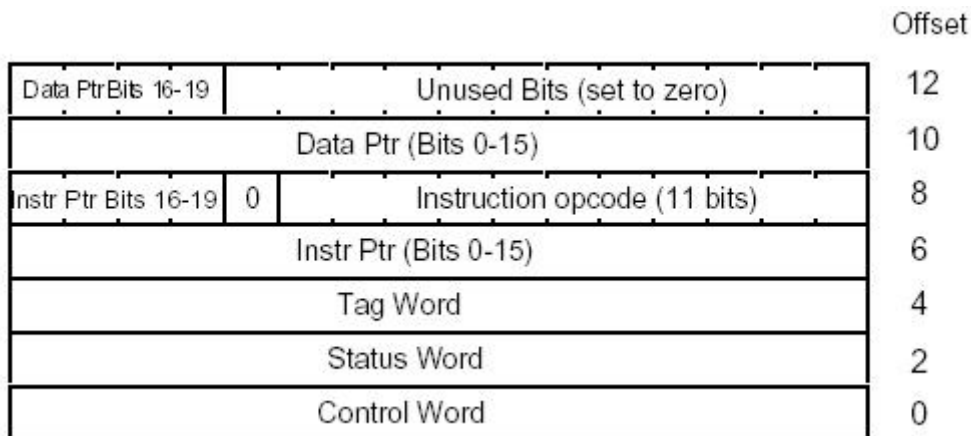 Offset
Data PtrBits 16-19 Unused Bits (set to zero) 12
Data Ptr (Bits 0-15) 10
Instr Ptr Bits 16-19 0 Instruction opcode (11 bits) 8
Instr Ptr (Bits 0-15) 6
Tag Word 4
Status Word 2
Control Word 0